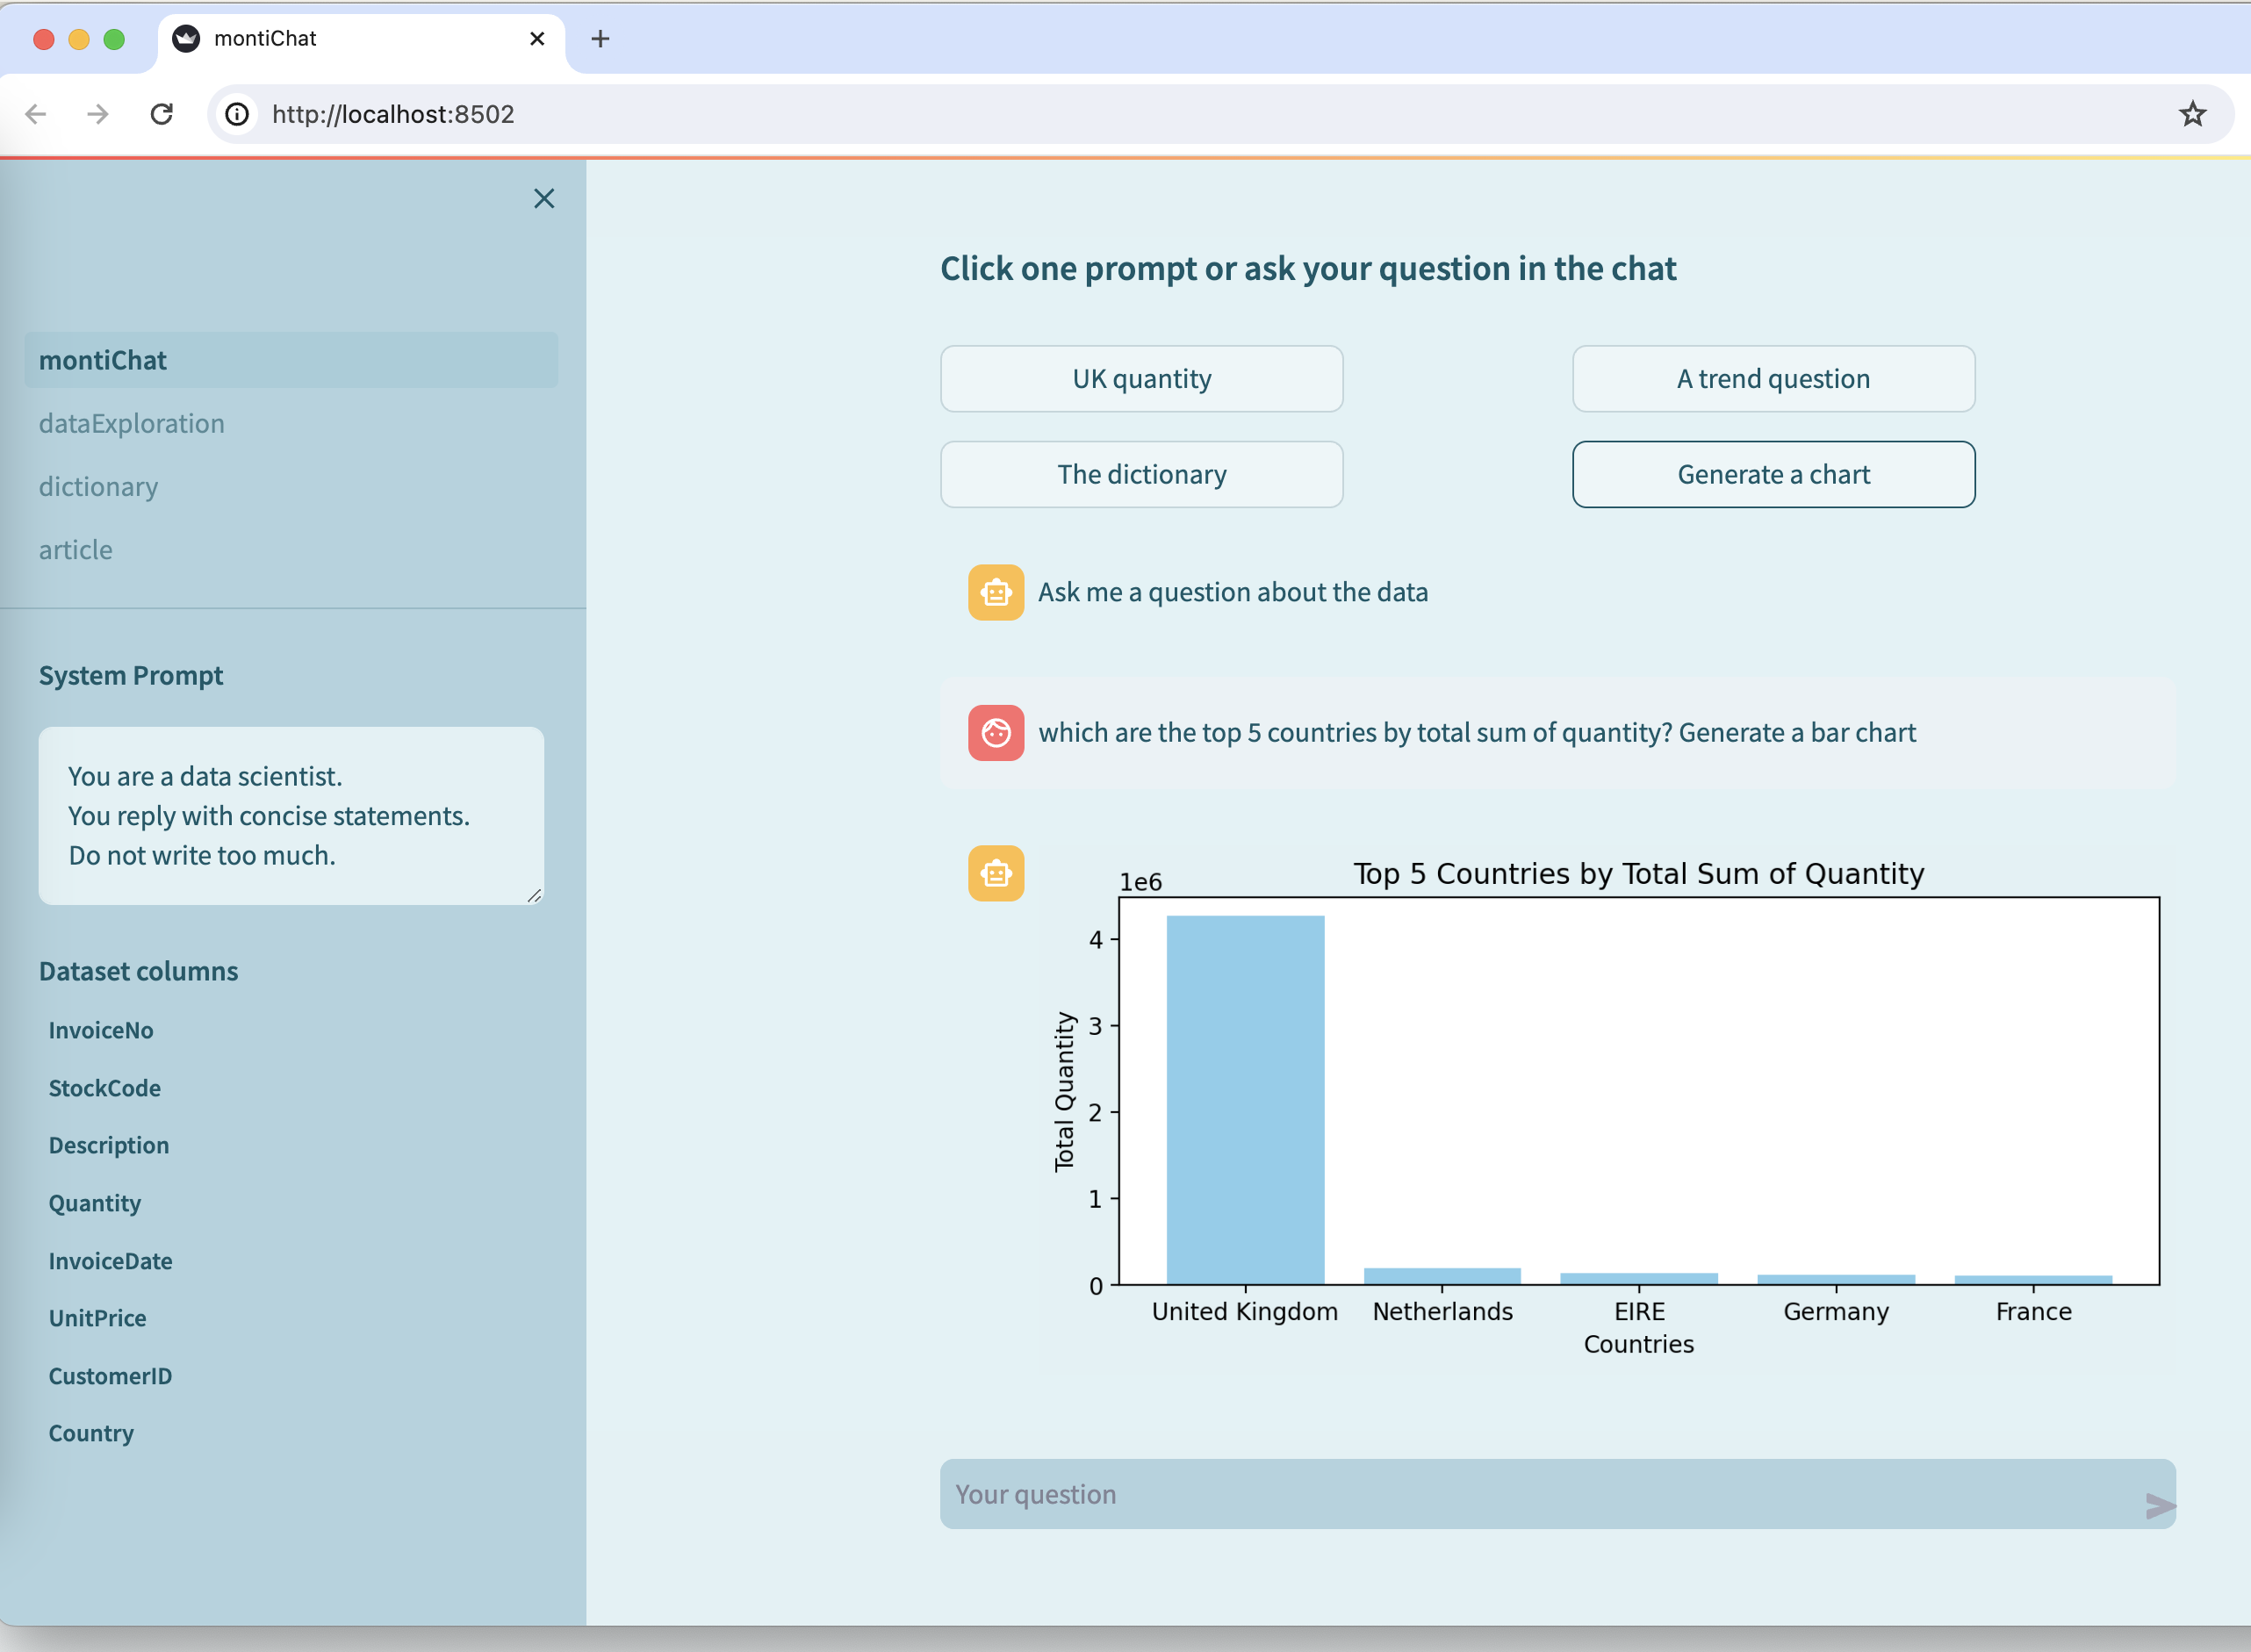 montiChat
http://localhost:8502
montiChat
dataExploration
dictionary
article
System Prompt
You are a data scientist.
You reply with concise statements.
Do not write too much.
Dataset columns
InvoiceNo
StockCode
Description
Quantity
InvoiceDate
UnitPrice
CustomerID
Country
Click one prompt or ask your question in the chat
UK quantity
A trend question
The dictionary
Generate a chart
Ask me a question about the data
which are the top 5 countries by total sum of quantity? Generate a bar chart
Top 5 Countries by Total Sum of Quantity
1e6
4
3
2
1
0
Total Quantity
United Kingdom
Netherlands
EIRE
Germany
France
Countries
Your question